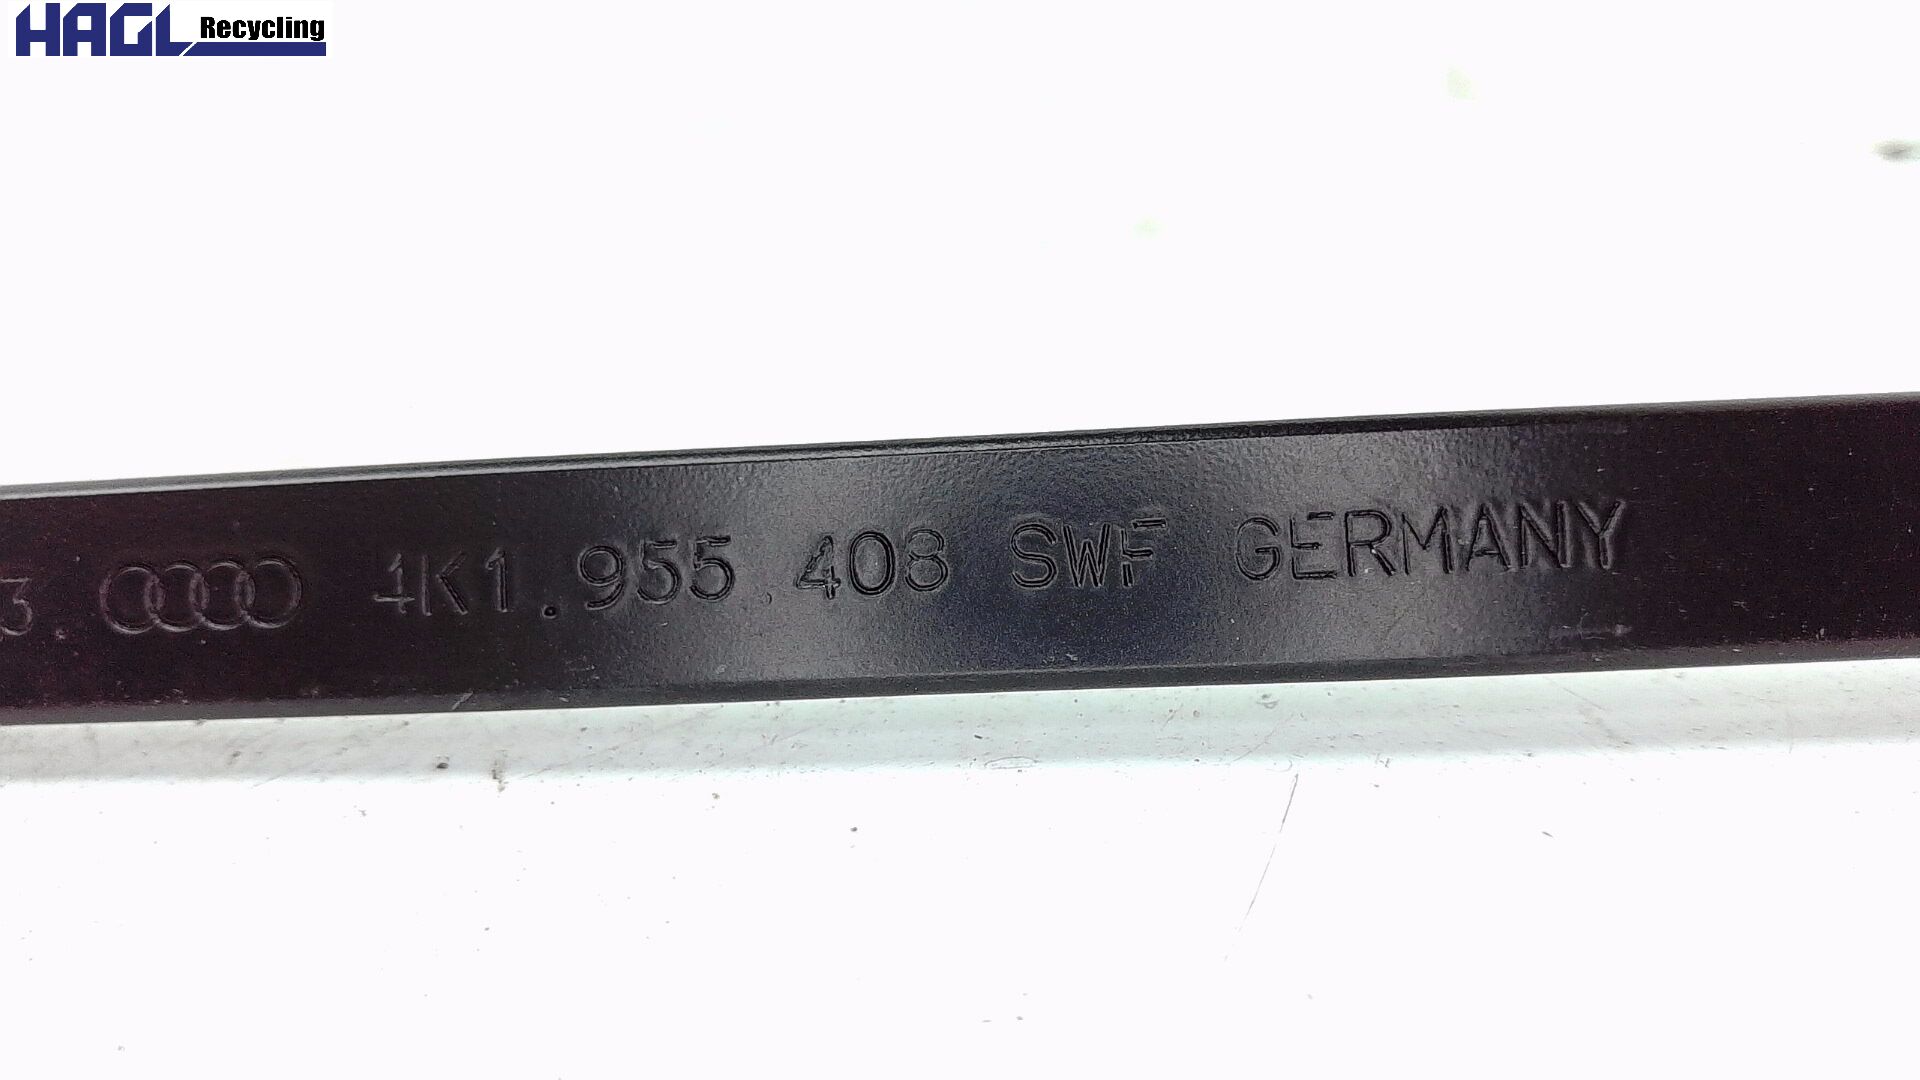 HAGL Recycling
3. 4K1.955 408 SWF GERMANY